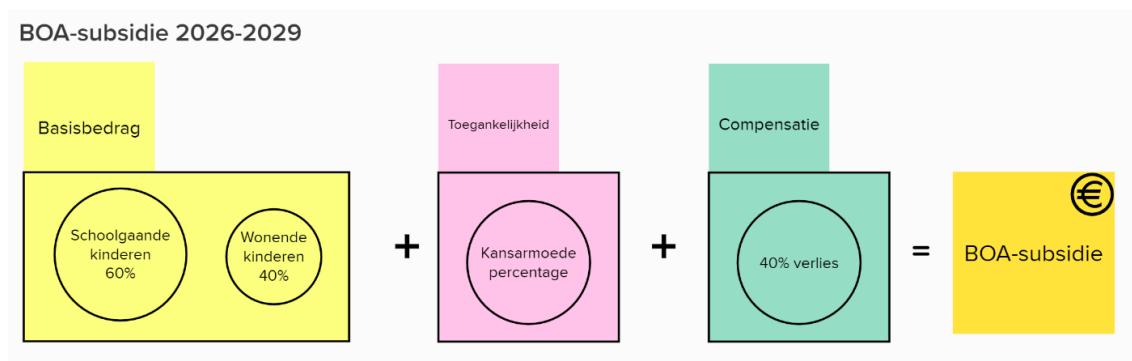 BOA-subsidie 2026-2029
Basisbedrag
Toegankelijkheid
Compensatie
Schoolgaande
kinderen
60%
Wonende
kinderen
40%
+
Kansarmoede
percentage
+
40% verlies
=
€
BOA-subsidie